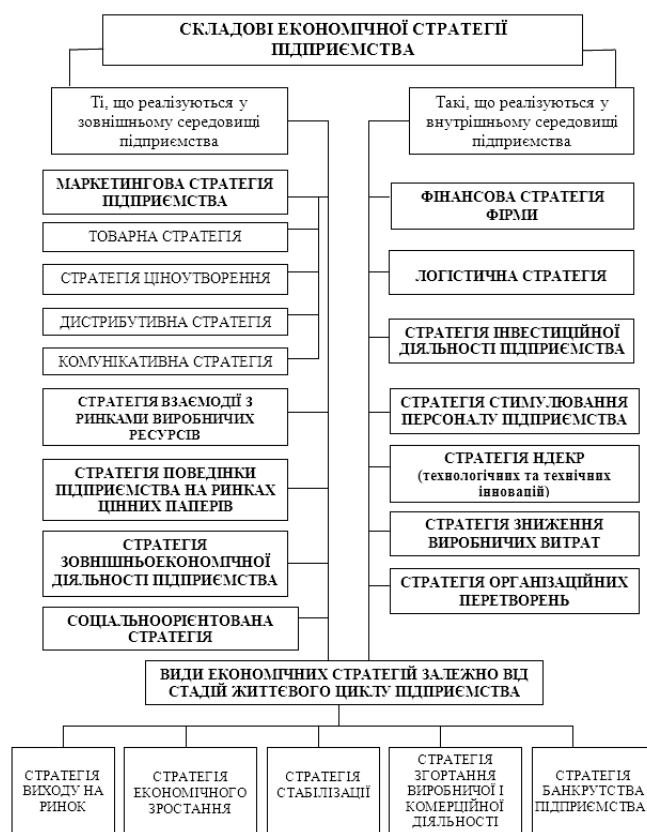 СКЛАДОВІ ЕКОНОМІЧНОЇ СТРАТЕГІЇ
ПІДПРИЄМСТВА
Ті, що реалізуються у
зовнішньому середовищі
підприємства
МАРКЕТИНГОВА СТРАТЕГІЯ
ПІДПРИЄМСТВА
ТОВАРНА СТРАТЕГІЯ
СТРАТЕГІЯ ЦІНОУТВОРЕННЯ
ДИСТРИБУТИВНА СТРАТЕГІЯ
КОМУНІКАТИВНА СТРАТЕГІЯ
СТРАТЕГІЯ ВЗАЄМОДІЇ З
РИНКАМИ ВИРОБНИЧИХ
РЕСУРСІВ
СТРАТЕГІЯ ПОВЕДІНКИ
ПІДПРИЄМСТВА НА РИНКАХ
ЦІННИХ ПАПЕРІВ
СТРАТЕГІЯ
ЗОВНІШНЬОЕКОНОМІЧНОЇ
ДІЯЛЬНОСТІ ПІДПРИЄМСТВА
СОЦІАЛЬНООРІЄНТОВАНА
СТРАТЕГІЯ
Такі, що реалізуються у
внутрішньому середовищі
підприємства
ФІНАНСОВА СТРАТЕГІЯ
ФІРМИ
ЛОГІСТИЧНА СТРАТЕГІЯ
СТРАТЕГІЯ ІНВЕСТИЦІЙНОЇ
ДІЯЛЬНОСТІ ПІДПРИЄМСТВА
СТРАТЕГІЯ СТИМУЛЮВАННЯ
ПЕРСОНАЛУ ПІДПРИЄМСТВА
СТРАТЕГІЯ НДЕКР
(технологічних та технічних
інновацій)
СТРАТЕГІЯ ЗНИЖЕННЯ
ВИРОБНИЧИХ ВИТРАТ
СТРАТЕГІЯ ОРГАНІЗАЦІЙНИХ
ПЕРЕТВОРЕНЬ
ВИДИ ЕКОНОМІЧНИХ СТРАТЕГІЙ ЗАЛЕЖНО ВІД
СТАДІЙ ЖИТТЄВОГО ЦИКЛУ ПІДПРИЄМСТВА
СТРАТЕГІЯ
ВИХОДУ НА
РИНОК
СТРАТЕГІЯ
ЕКОНОМІЧНОГО
ЗРОСТАННЯ
СТРАТЕГІЯ
СТАБІЛІЗАЦІЇ
СТРАТЕГІЯ
ЗГОРТАННЯ
ВИРОБНИЧОЇ І
КОМЕРЦІЙНОЇ
ДІЯЛЬНОСТІ
СТРАТЕГІЯ
БАНКРУТСТВА
ПІДПРИЄМСТВА